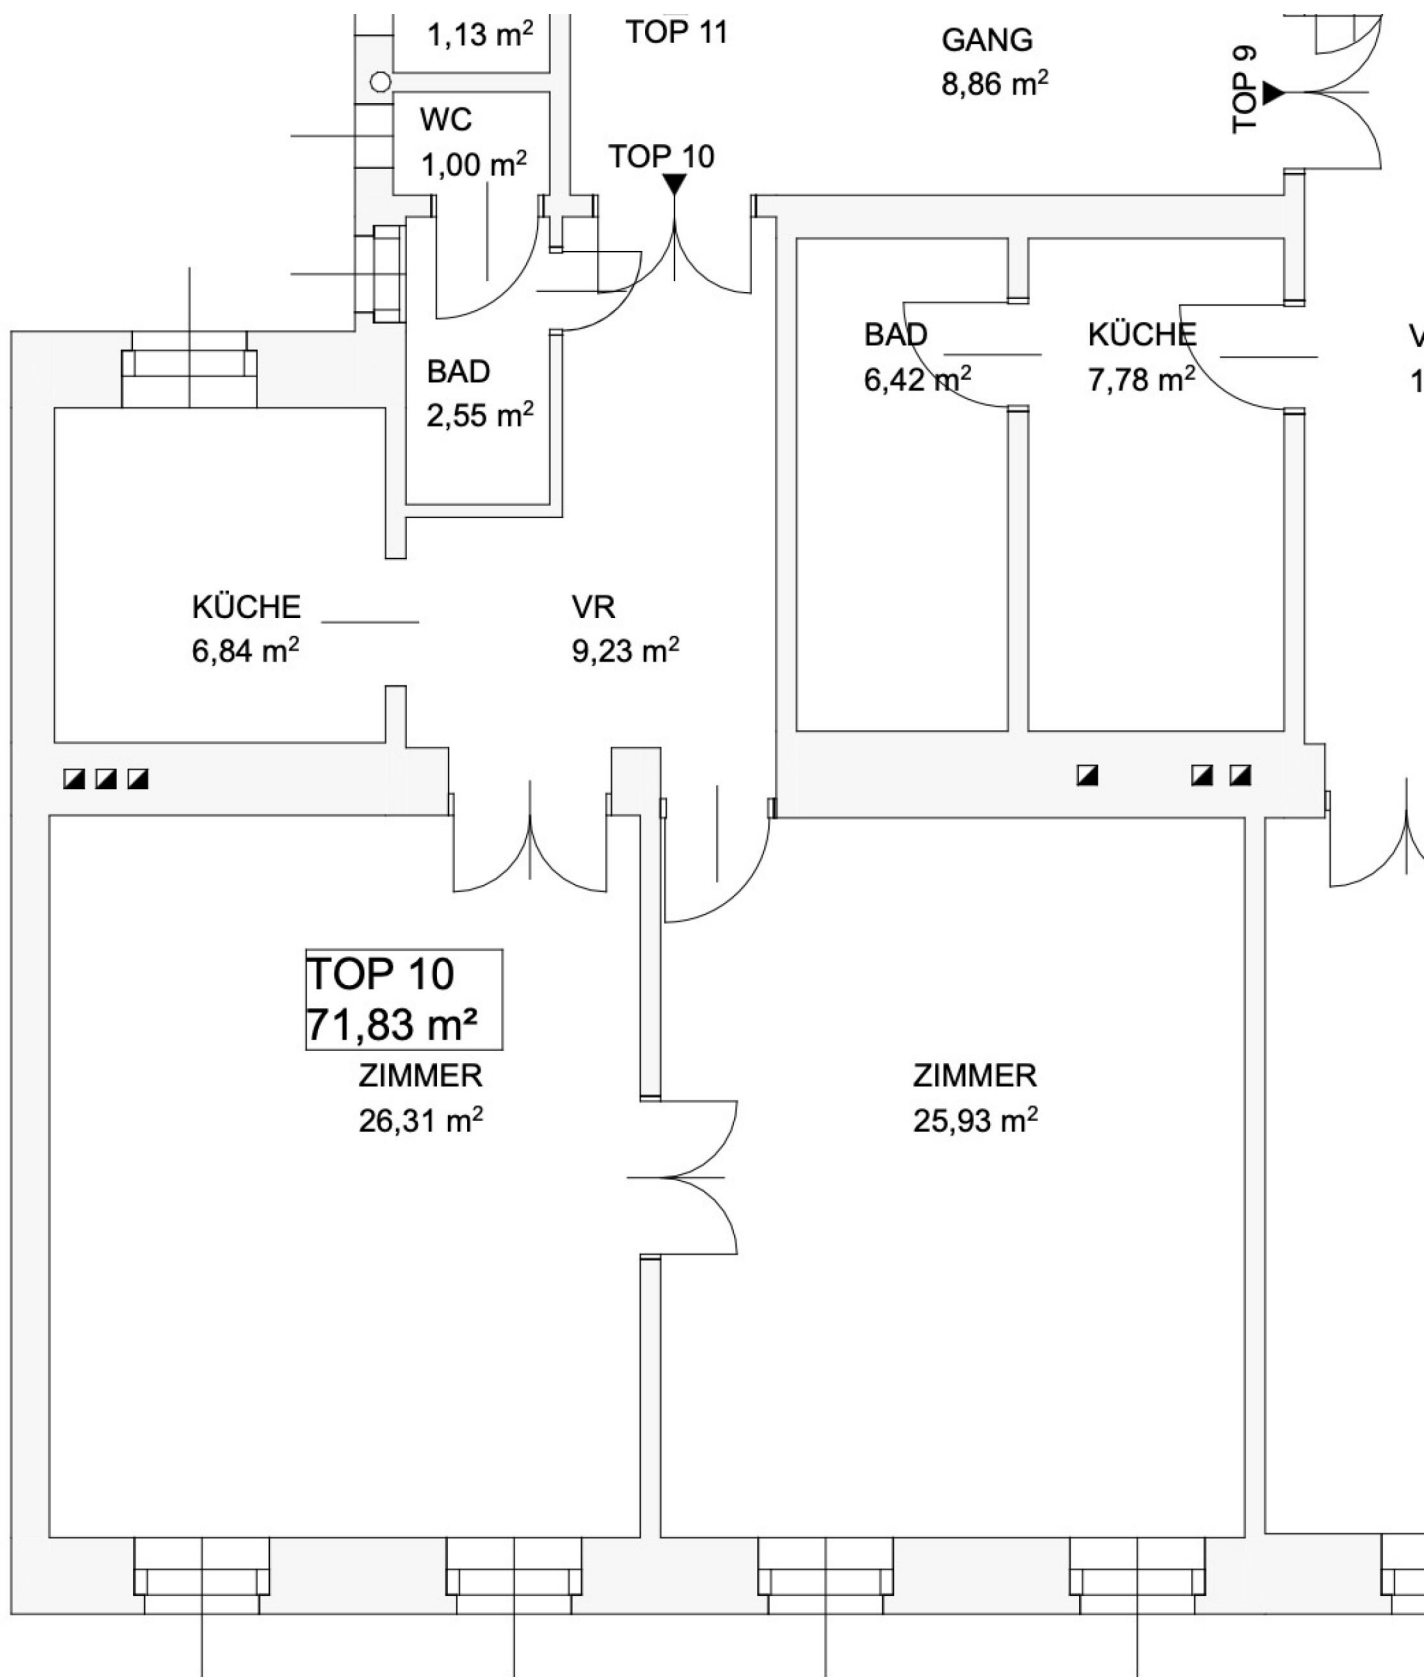 1,13 m²
TOP 11
GANG
8,86 m²
TOP 9
WC
1,00 m²
TOP 10
BAD
2,55 m²
BAD
6,42 m²
KÜCHE
7,78 m²
V
1
KÜCHE
6,84 m²
VR
9,23 m²
TOP 10
71,83 m²
ZIMMER
26,31 m²
ZIMMER
25,93 m²